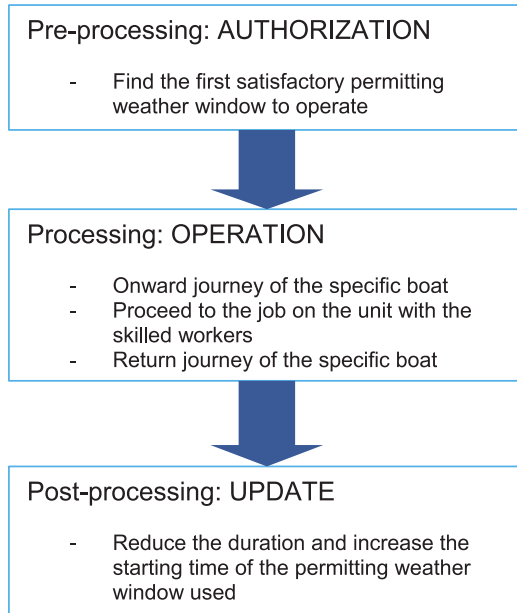 Pre-processing: AUTHORIZATION
- Find the first satisfactory permitting
weather window to operate
Processing: OPERATION
- Onward journey of the specific boat
- Proceed to the job on the unit with the
skilled workers
- Return journey of the specific boat
Post-processing: UPDATE
- Reduce the duration and increase the
starting time of the permitting weather
window used